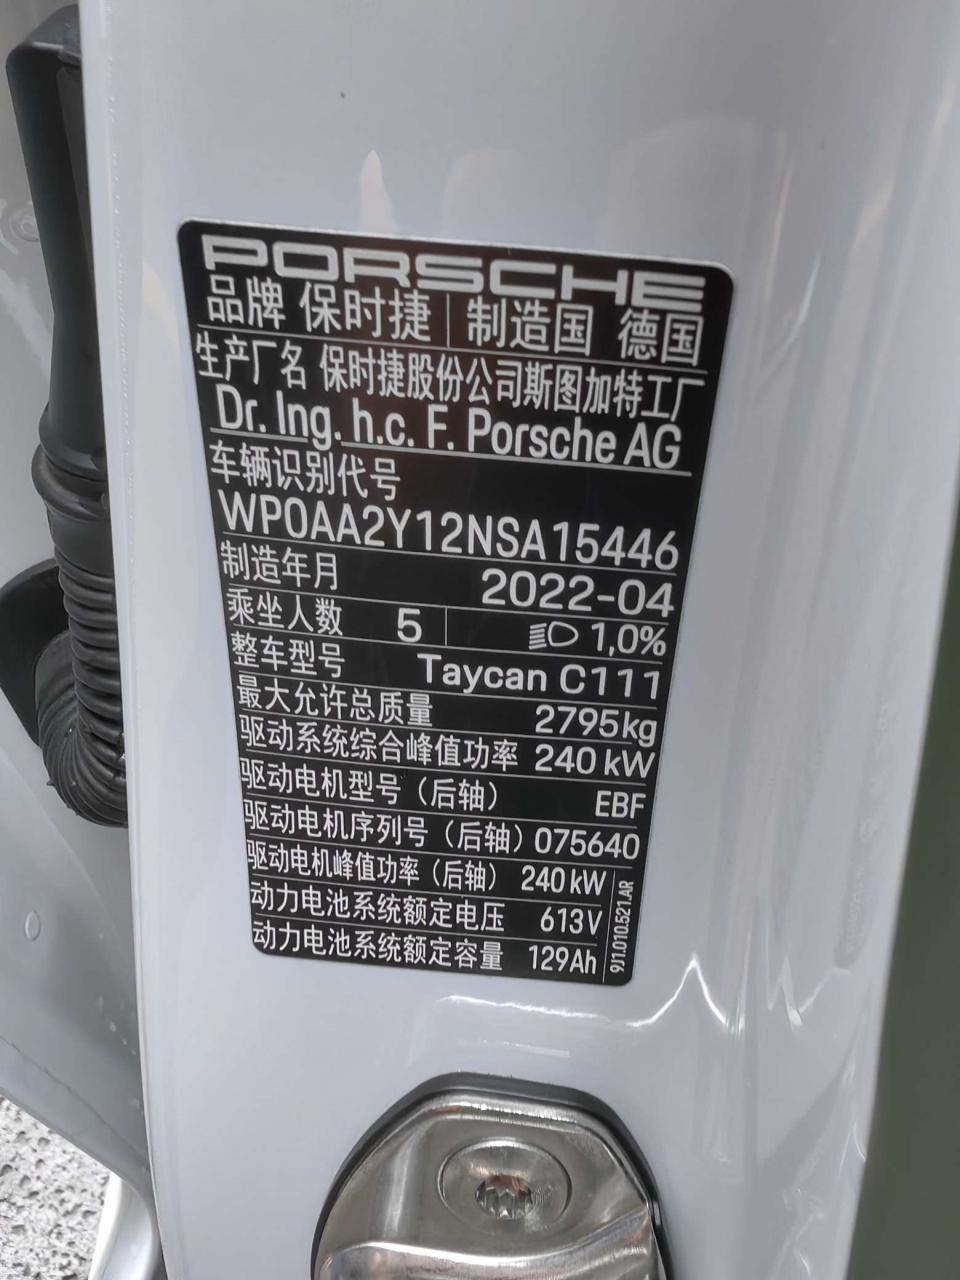 PORSCHE
品牌 保时捷 制造国 德国
生产厂名 保时捷股份公司斯图加特工厂
Dr. Ing. h.c. F. Porsche AG
车辆识别代号
WP0AA2Y12NSA15446
制造年月 2022-04
乘坐人数 5 1,0%
整车型号 Taycan C111
最大允许总质量 2795kg
驱动系统综合峰值功率 240 kW
驱动电机型号（后轴） EBF
驱动电机序列号（后轴）075640
驱动电机峰值功率（后轴） 240 kW
动力电池系统额定电压 613V
动力电池系统额定容量 129Ah
9J1.010.521.AR